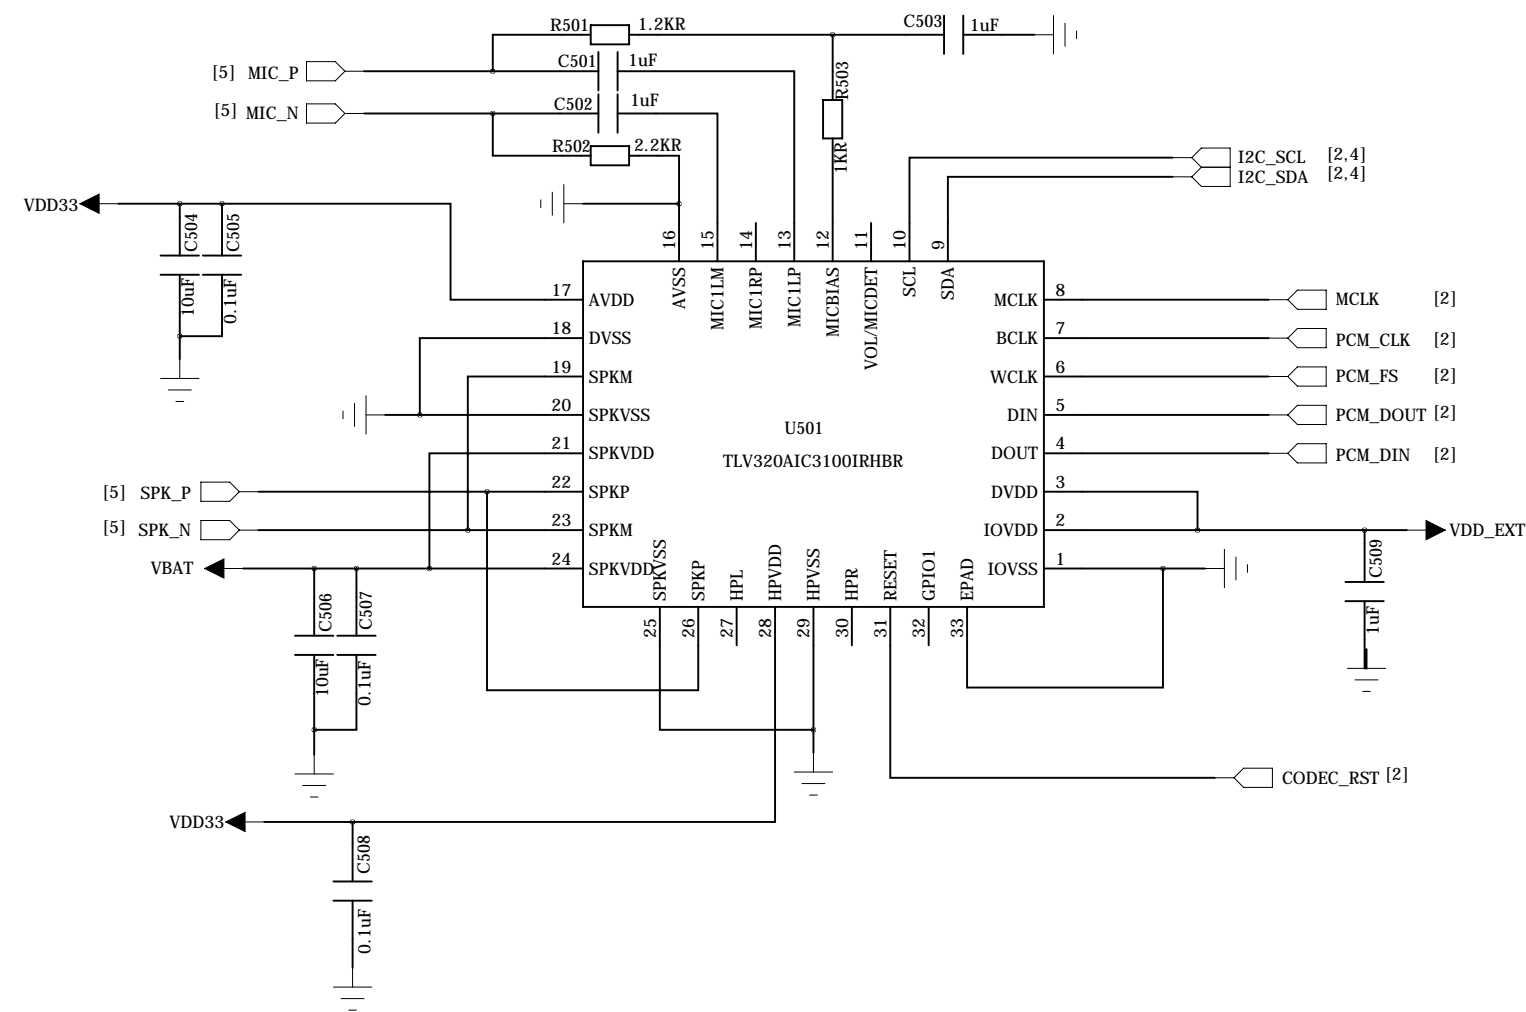 R501 1.2KR
C503 1uF
C501 1uF
[5] MIC_P
R503
1KR
C502 1uF
[5] MIC_N
R502 2.2KR
I2C_SCL [2,4]
I2C_SDA [2,4]
VDD33
C504
C505
10uF
0.1uF
16 15 14 13 12 11 10 9
AVSS MIC1LM MIC1RP MIC1LP MICBIAS VOL/MICDET SCL SDA
17 AVDD MCLK 8 MCLK [2]
18 DVSS BCLK 7 PCM_CLK [2]
19 SPKM WCLK 6 PCM_FS [2]
20 SPKVSS DIN 5 PCM_DOUT [2]
U501
21 SPKVDD DOUT 4 PCM_DIN [2]
TLV320AIC3100IRHBR
[5] SPK_P 22 SPKP DVDD 3
[5] SPK_N 23 SPKM IOVDD 2 VDD_EXT
VBAT 24 SPKVDD IOVSS 1
SPKVSS SPKP HPL HPVDD HPVSS HPR RESET GPIO1 EPAD
25 26 27 28 29 30 31 32 33
C509
1uF
C506
C507
10uF
0.1uF
CODEC_RST [2]
VDD33
C508
0.1uF